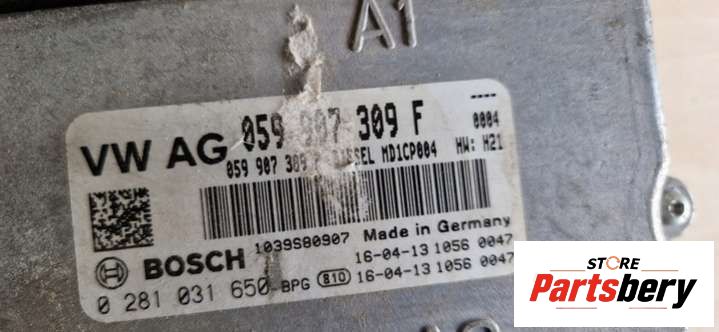 A1
VW AG 059 907 309 F 0004
059 907 309 MD1CP004 HW: H21
1039S80907 Made in Germany
BOSCH 16-04-13 1056 0047
0 281 031 650 BPG 810 16-04-13 1056 0047
STORE
Partsbery